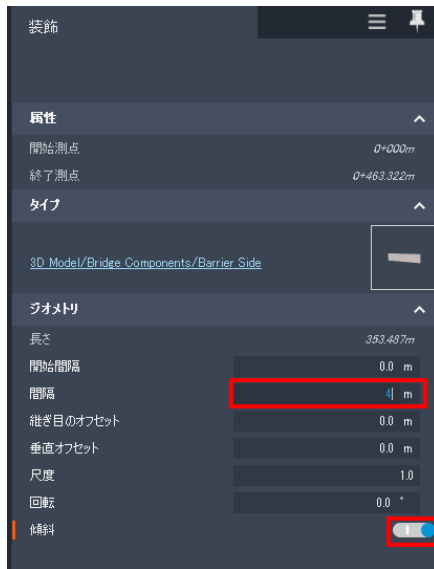 装飾
属性
開始測点 0+000m
終了測点 0+463.322m
タイプ
3D Model/Bridge Components/Barrier Side
ジオメトリ
長さ 353.487m
開始間隔 0.0 m
間隔 4 m
継ぎ目のオフセット 0.0 m
垂直オフセット 0.0 m
尺度 1.0
回転 0.0 °
傾斜